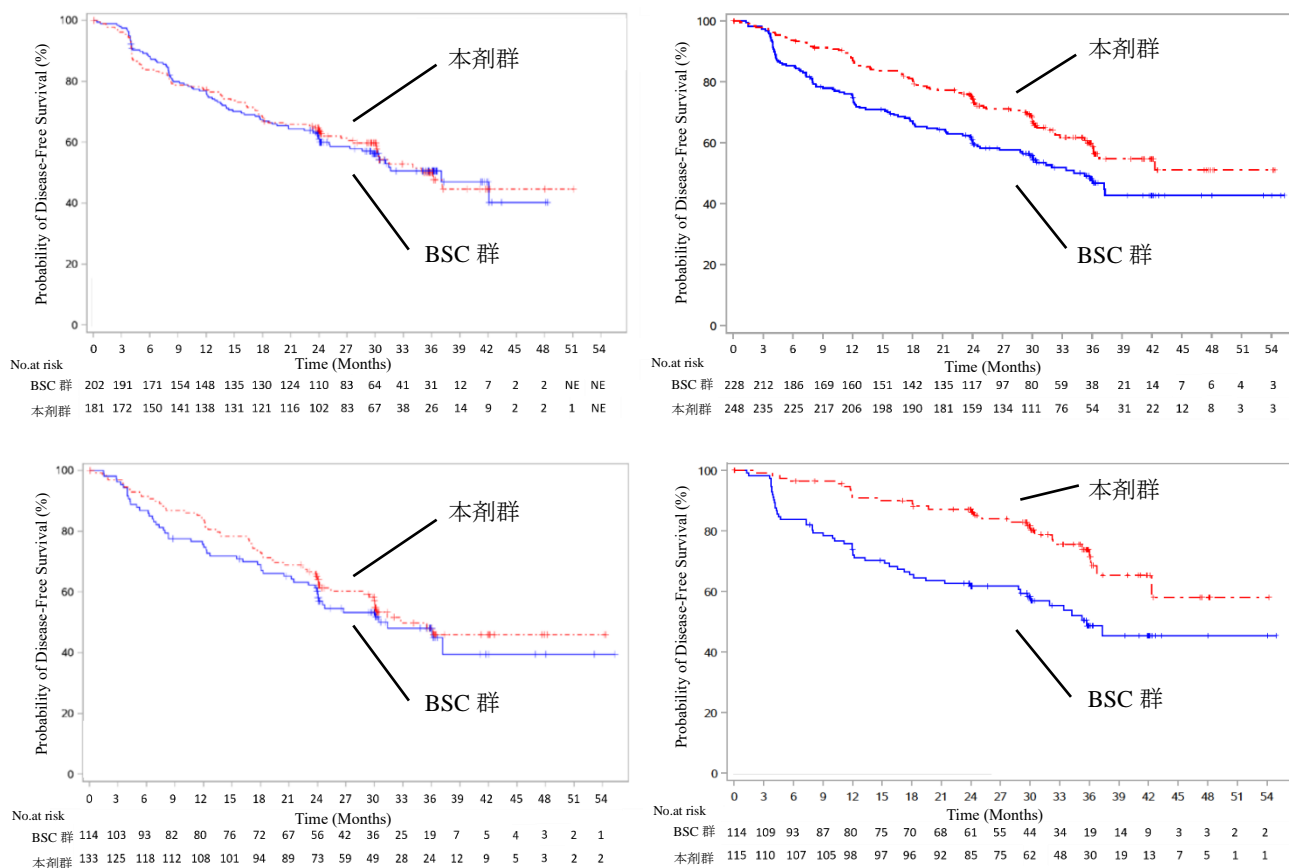 Probability of Disease-Free Survival (%)
100
80
60
40
20
0
本剤群
BSC 群
0 3 6 9 12 15 18 21 24 27 30 33 36 39 42 45 48 51 54
Time (Months)
No.at risk
BSC 群 202 191 171 154 148 135 130 124 110 83 64 41 31 12 7 2 2 NE NE
本剤群 181 172 150 141 138 131 121 116 102 83 67 38 26 14 9 2 2 1 NE
Probability of Disease-Free Survival (%)
100
80
60
40
20
0
本剤群
BSC 群
0 3 6 9 12 15 18 21 24 27 30 33 36 39 42 45 48 51 54
Time (Months)
No.at risk
BSC 群 228 212 186 169 160 151 142 135 117 97 80 59 38 21 14 7 6 4 3
本剤群 248 235 225 217 206 198 190 181 159 134 111 76 54 31 22 12 8 3 3
Probability of Disease-Free Survival (%)
100
80
60
40
20
0
本剤群
BSC 群
0 3 6 9 12 15 18 21 24 27 30 33 36 39 42 45 48 51 54
Time (Months)
No.at risk
BSC 群 114 103 93 82 80 76 72 67 56 42 36 25 19 7 5 4 3 2 1
本剤群 133 125 118 112 108 101 94 89 73 59 49 28 24 12 9 5 3 2 2
Probability of Disease-Free Survival (%)
100
80
60
40
20
0
本剤群
BSC 群
0 3 6 9 12 15 18 21 24 27 30 33 36 39 42 45 48 51 54
Time (Months)
No.at risk
BSC 群 114 109 93 87 80 75 70 68 61 55 44 34 19 14 9 3 3 2 2
本剤群 115 110 107 105 98 97 96 92 85 75 62 48 30 19 13 7 5 1 1